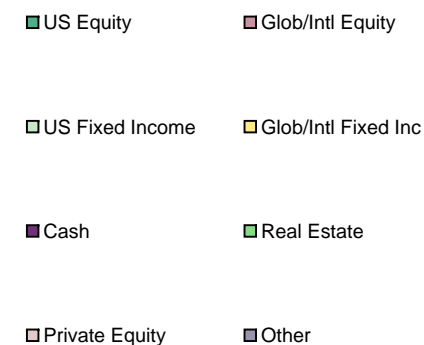 US Equity Glob/Intl Equity
US Fixed Income Glob/Intl Fixed Inc
Cash Real Estate
Private Equity Other